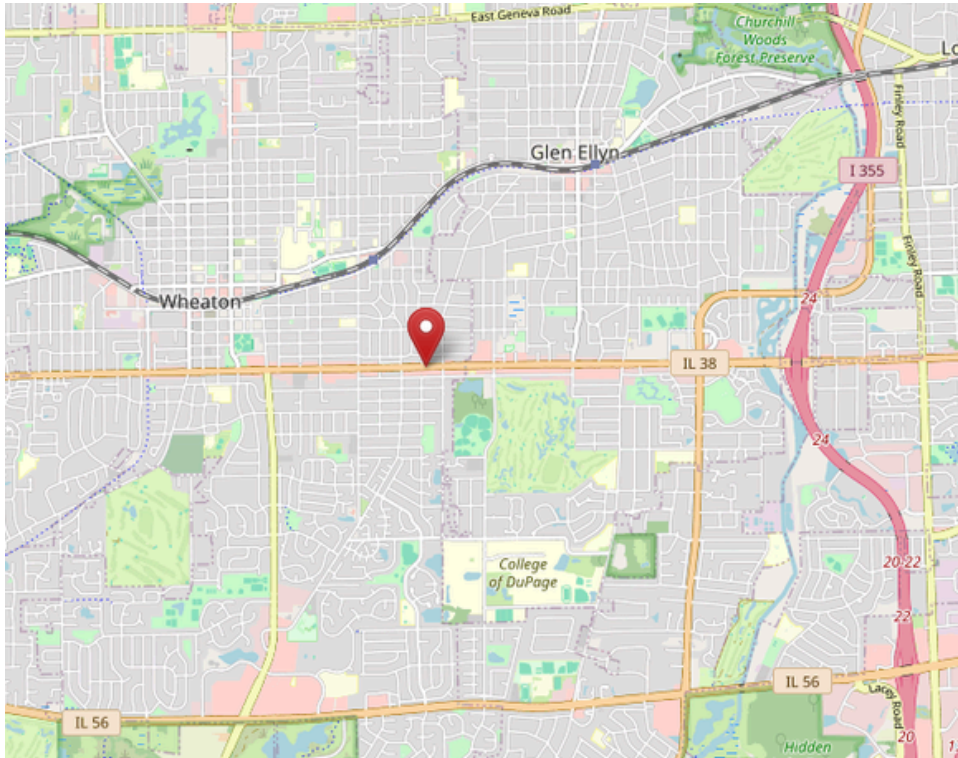 East Geneva Road
Churchill
Woods
Forest Preserve
Finley Road
Glen Ellyn
I 355
Finley Road
Wheaton
24
IL 38
24
College
of DuPage
20-22
22
IL 56
Lacey Road
IL 56
20
Hidden